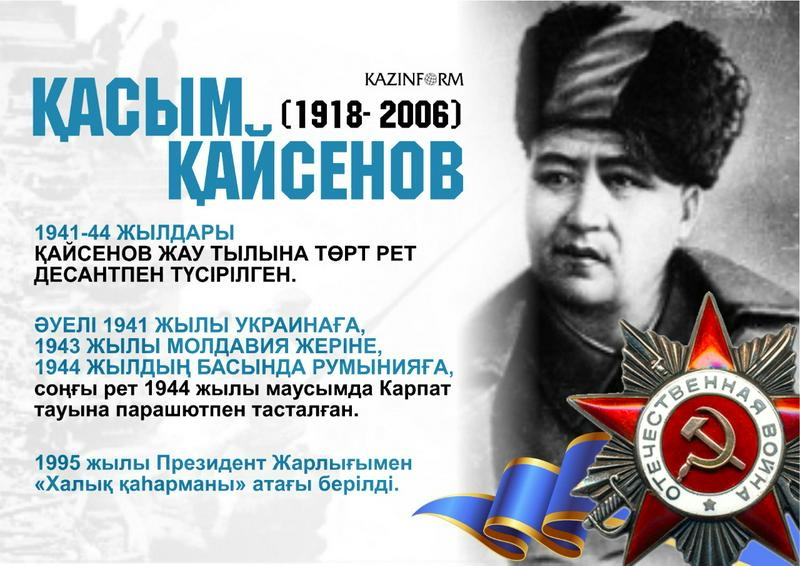 KAZINFORM
ҚАСЫМ
(1918- 2006)
ҚАЙСЕНОВ
1941-44 ЖЫЛДАРЫ
ҚАЙСЕНОВ ЖАУ ТЫЛЫНА ТӨРТ РЕТ
ДЕСАНТПЕН ТҮСІРІЛГЕН.
ӘУЕЛІ 1941 ЖЫЛЫ УКРАИНАҒА,
1943 ЖЫЛЫ МОЛДАВИЯ ЖЕРІНЕ,
1944 ЖЫЛДЫҢ БАСЫНДА РУМЫНИЯҒА,
соңғы рет 1944 жылы маусымда Карпат
тауына парашютпен тасталған.
1995 жылы Президент Жарлығымен
«Халық қаһарманы» атағы берілді.
ОТЕЧЕСТВЕННАЯ ВОЙНА